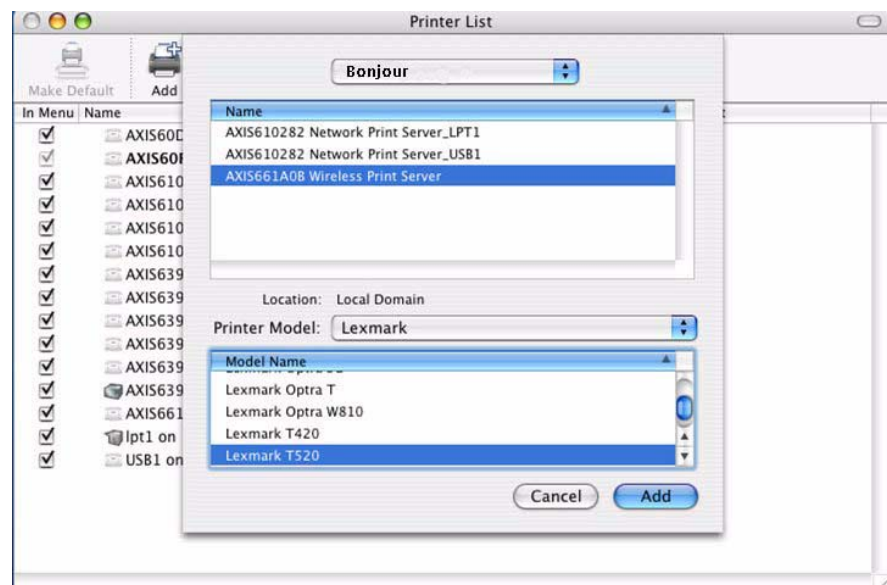 Printer List
Make Default
Add
In Menu Name
AXIS60D
AXIS60
AXIS610
AXIS610
AXIS610
AXIS610
AXIS639
AXIS639
AXIS639
AXIS639
AXIS639
AXIS639
AXIS661
lpt1 on
USB1 on
Bonjour
Name
AXIS610282 Network Print Server_LPT1
AXIS610282 Network Print Server_USB1
AXIS661A0B Wireless Print Server
Location: Local Domain
Printer Model: Lexmark
Model Name
Lexmark Optra T
Lexmark Optra W810
Lexmark T420
Lexmark T520
Cancel
Add